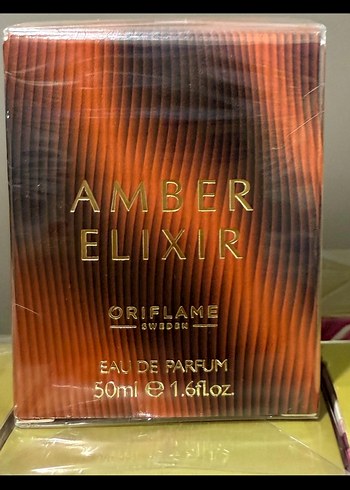 AMBER
ELIXIR
ORIFLAME
SWEDEN
EAU DE PARFUM
50ml ℮ 1.6fl.oz.